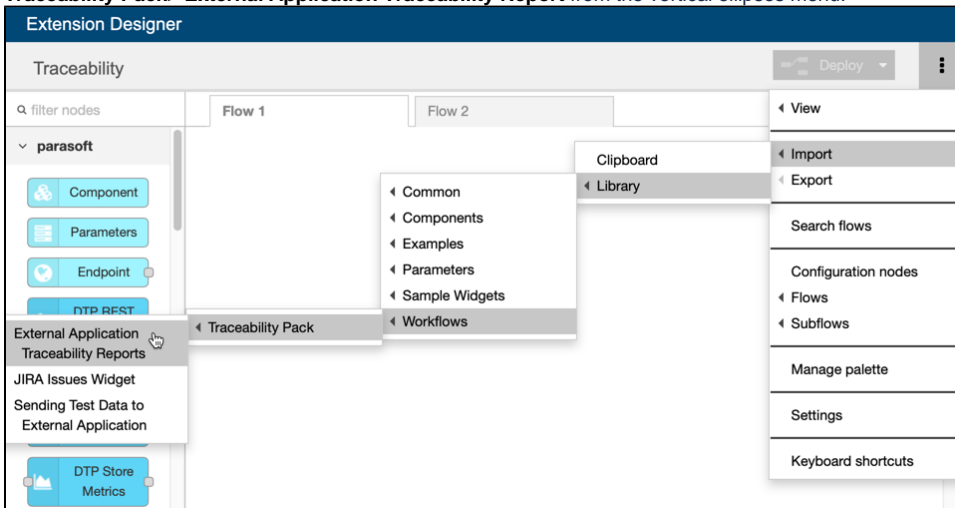 Traceability Pack> External Application Traceability Report from the vertical ellipses menu.
Extension Designer
Traceability
Deploy
filter nodes
Flow 1
Flow 2
View
parasoft
Clipboard
Import
Library
Export
Component
Common
Components
Search flows
Parameters
Examples
Endpoint
Parameters
Configuration nodes
Sample Widgets
Flows
DTP REST
Workflows
Subflows
External Application
Traceability Reports
Traceability Pack
JIRA Issues Widget
Manage palette
Sending Test Data to
External Application
Settings
Keyboard shortcuts
DTP Store
Metrics